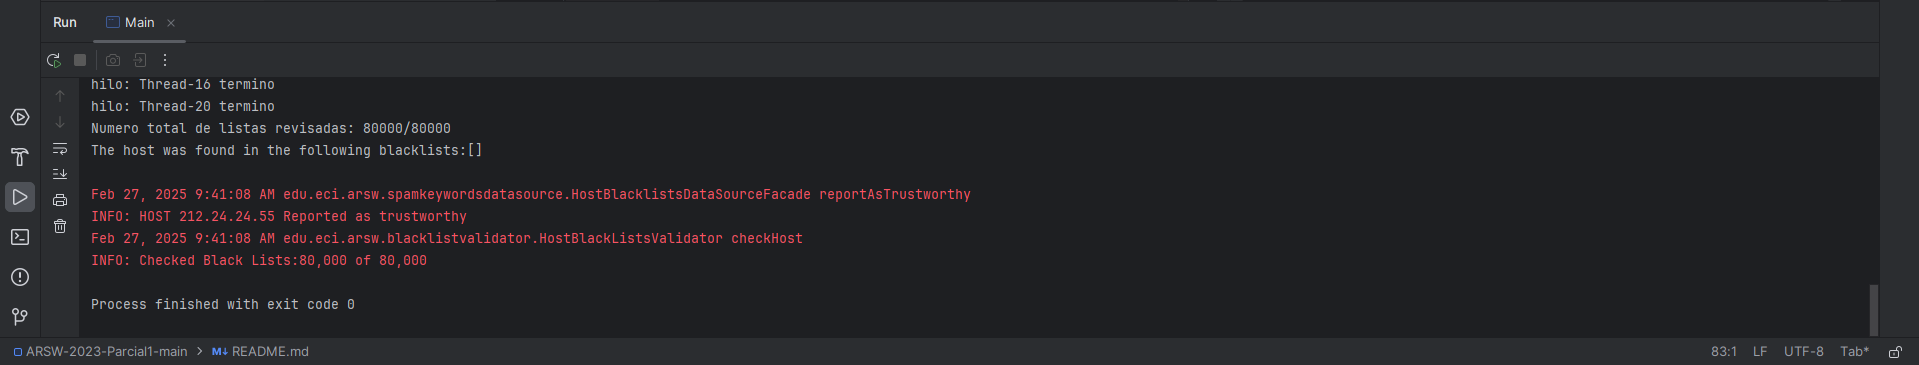 Run Main
hilo: Thread-16 termino
hilo: Thread-20 termino
Numero total de listas revisadas: 80000/80000
The host was found in the following blacklists:[]
Feb 27, 2025 9:41:08 AM edu.eci.arsw.spamkeywordsdatasource.HostBlacklistsDataSourceFacade reportAsTrustworthy
INFO: HOST 212.24.24.55 Reported as trustworthy
Feb 27, 2025 9:41:08 AM edu.eci.arsw.blacklistvalidator.HostBlackListsValidator checkHost
INFO: Checked Black Lists:80,000 of 80,000
Process finished with exit code 0
ARSW-2023-Parcial1-main > M↓ README.md 83:1 LF UTF-8 Tab*